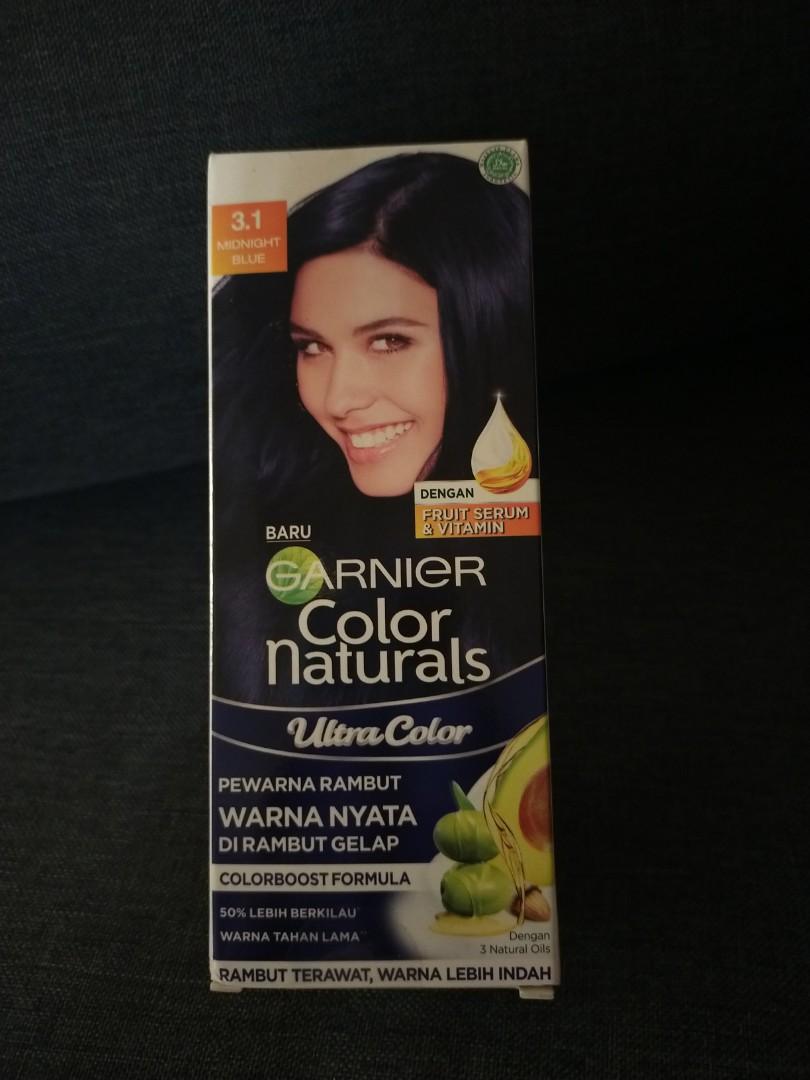 3.1
MIDNIGHT
BLUE
DENGAN
FRUIT SERUM
& VITAMIN
BARU
GARNIER
Color
Naturals
Ultra Color
PEWARNA RAMBUT
WARNA NYATA
DI RAMBUT GELAP
COLORBOOST FORMULA
50% LEBIH BERKILAU*
WARNA TAHAN LAMA**
Dengan
3 Natural Oils
RAMBUT TERAWAT, WARNA LEBIH INDAH